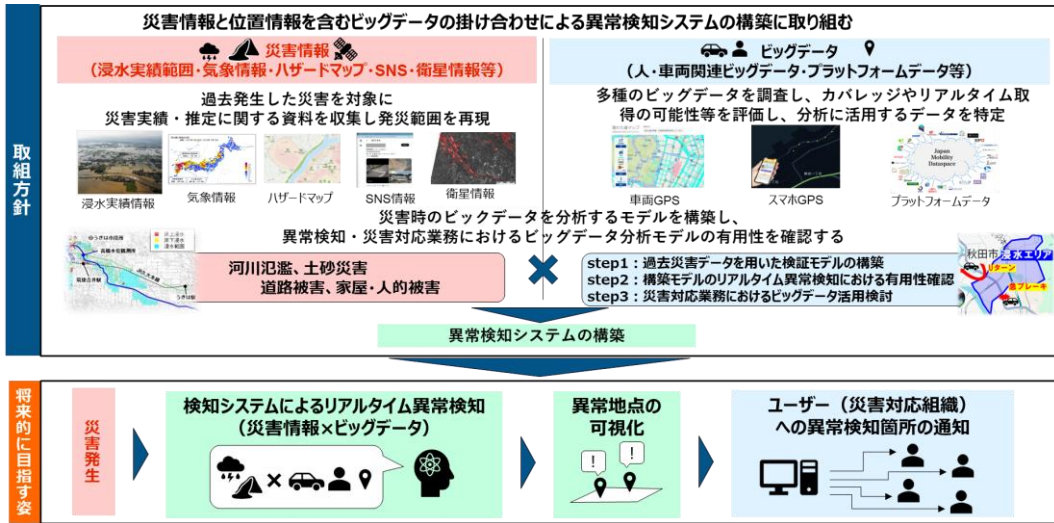 災害情報と位置情報を含むビッグデータの掛け合わせによる異常検知システムの構築に取り組む
取組方針
災害情報
(浸水実績範囲・気象情報・ハザードマップ・SNS・衛星情報等)
過去発生した災害を対象に
災害実績・推定に関する資料を収集し発災範囲を再現
浸水実績情報
気象情報
ハザードマップ
SNS情報
衛星情報
ビッグデータ
(人・車両関連ビッグデータ・プラットフォームデータ等)
多種のビッグデータを調査し、カバレッジやリアルタイム取
得の可能性等を評価し、分析に活用するデータを特定
Japan
Mobility
Dataspace
車両GPS
スマホGPS
プラットフォームデータ
災害時のビックデータを分析するモデルを構築し、
異常検知・災害対応業務におけるビッグデータ分析モデルの有用性を確認する
床上浸水
床下浸水
浸水範囲
河川氾濫、土砂災害
道路被害、家屋・人的被害
step1:過去災害データを用いた検証モデルの構築
step2:構築モデルのリアルタイム異常検知における有用性確認
step3:災害対応業務におけるビッグデータ活用検討
秋田市
浸水エリア
Uターン
急ブレーキ
異常検知システムの構築
将来的に目指す姿
災害発生
検知システムによるリアルタイム異常検知
(災害情報×ビッグデータ)
異常地点の
可視化
!
!
ユーザー(災害対応組織)
への異常検知箇所の通知